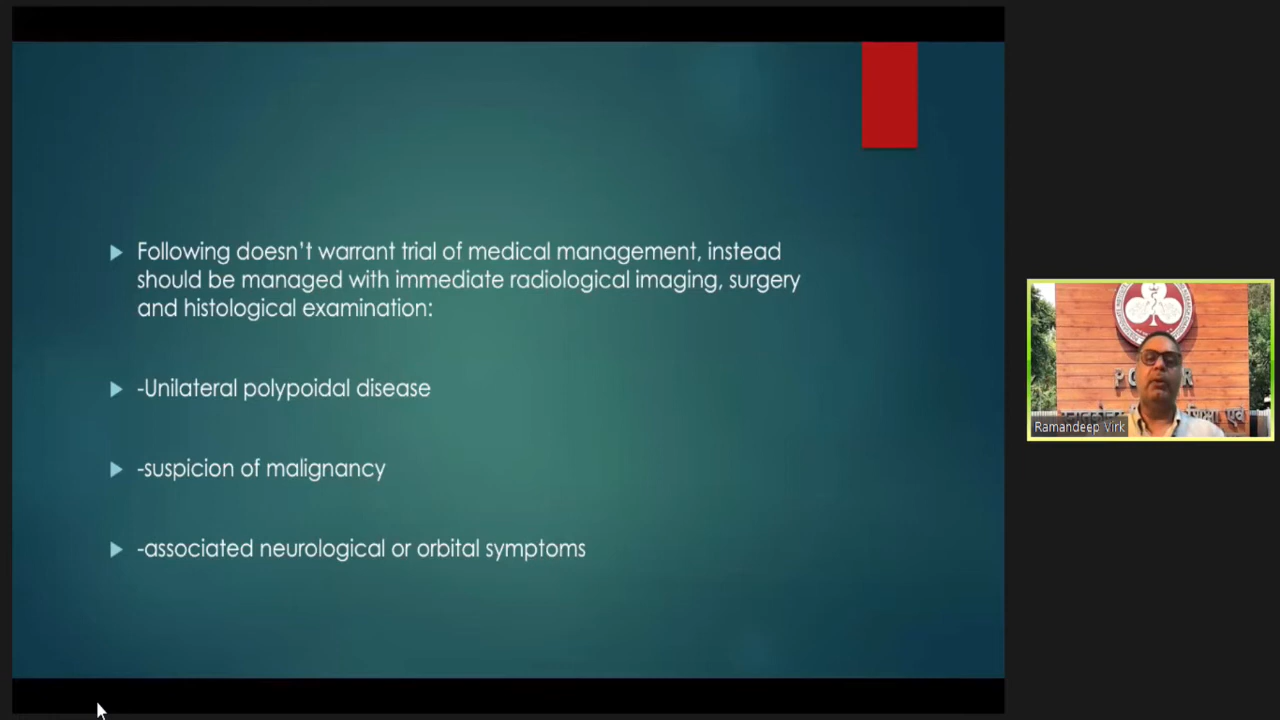 Following doesn't warrant trial of medical management, instead
should be managed with immediate radiological imaging, surgery
and histological examination:
-Unilateral polypoidal disease
-suspicion of malignancy
-associated neurological or orbital symptoms
Ramandeep Virk